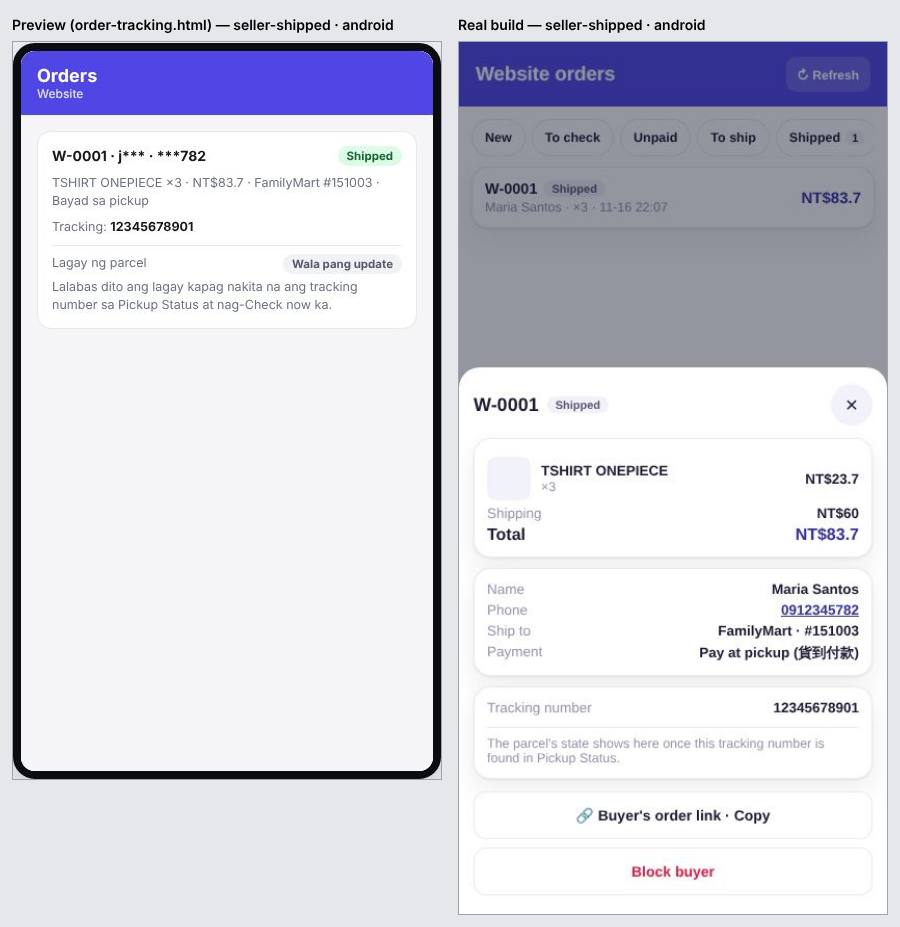 Preview (order-tracking.html) — seller-shipped · android
Orders
Website
W-0001 · j*** · ***782
Shipped
TSHIRT ONEPIECE ×3 · NT$83.7 · FamilyMart #151003 ·
Bayad sa pickup
Tracking: 12345678901
Lagay ng parcel
Wala pang update
Lalabas dito ang lagay kapag nakita na ang tracking
number sa Pickup Status at nag-Check now ka.
Real build — seller-shipped · android
Website orders
↻ Refresh
New
To check
Unpaid
To ship
Shipped 1
W-0001 Shipped
Maria Santos · ×3 · 11-16 22:07
NT$83.7
W-0001 Shipped
×
TSHIRT ONEPIECE
×3
NT$23.7
Shipping NT$60
Total NT$83.7
Name Maria Santos
Phone 0912345782
Ship to FamilyMart · #151003
Payment Pay at pickup (貨到付款)
Tracking number 12345678901
The parcel's state shows here once this tracking number is
found in Pickup Status.
🔗 Buyer's order link · Copy
Block buyer